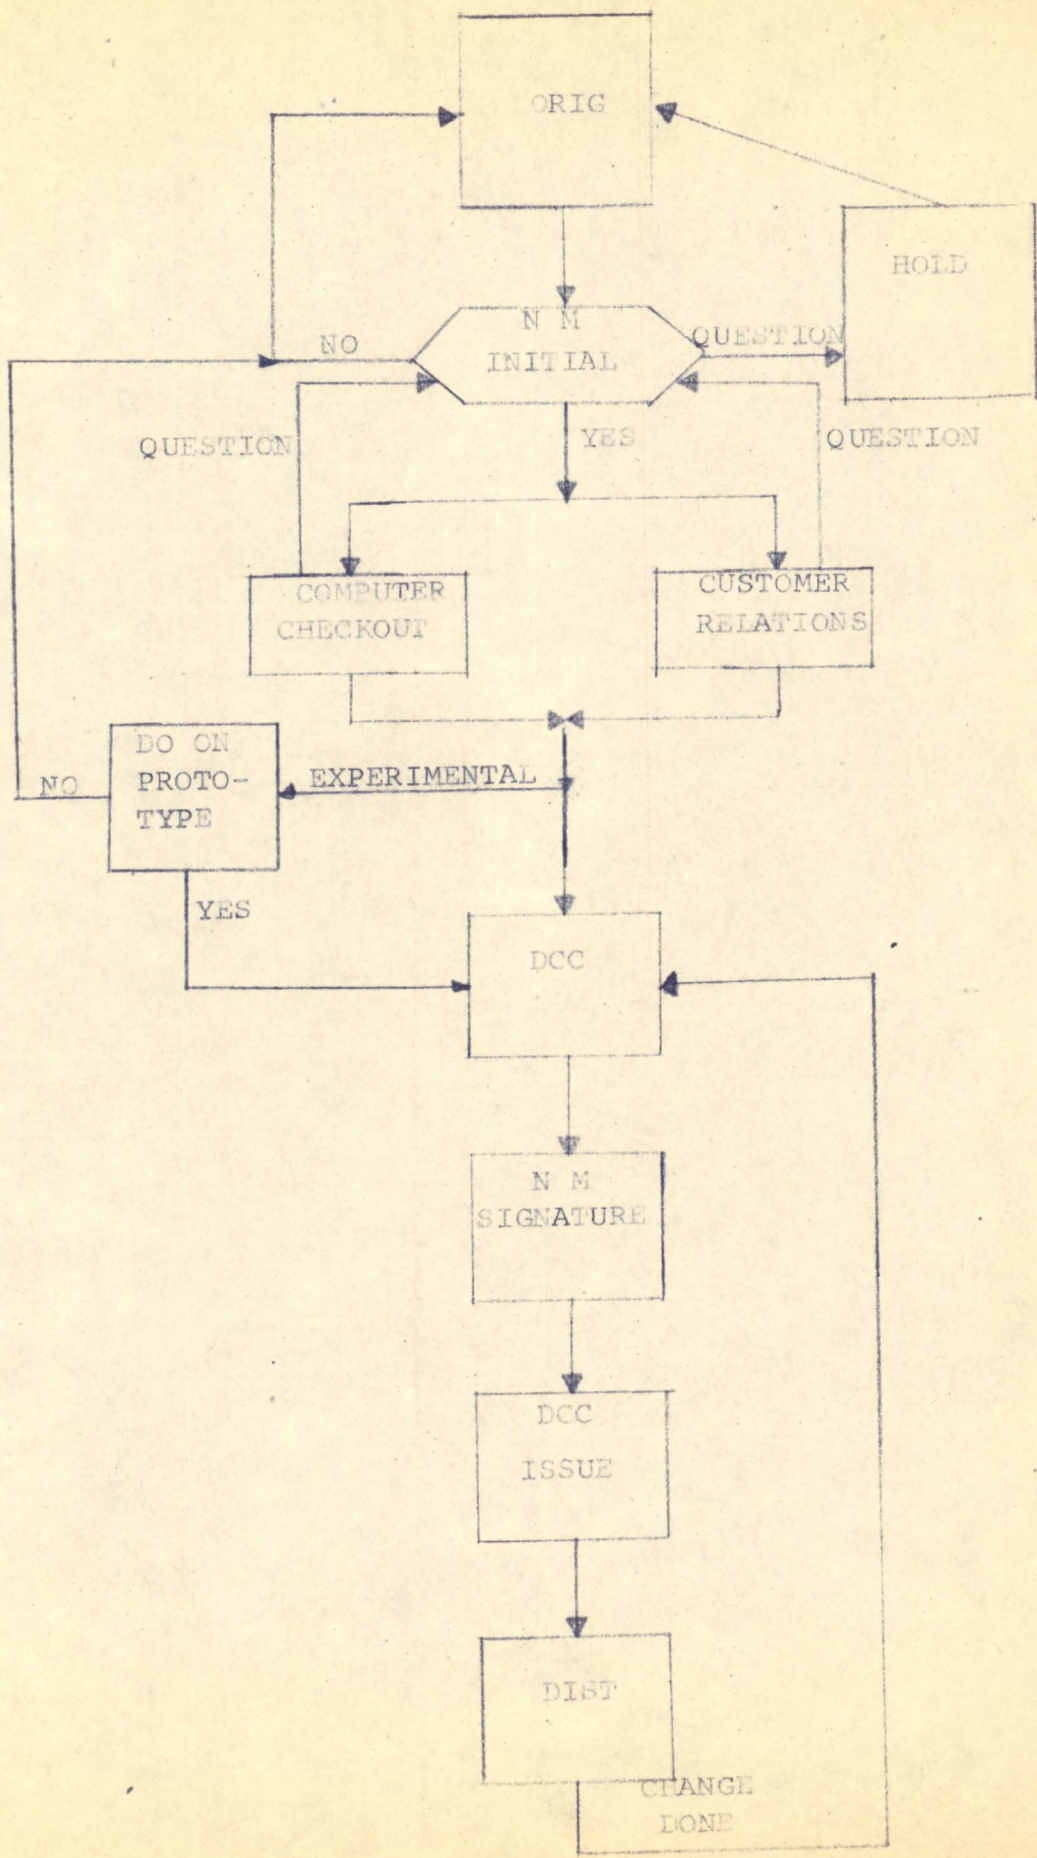 ORIG
HOLD
N M
INITIAL
NO
QUESTION
YES
QUESTION
QUESTION
COMPUTER
CHECKOUT
CUSTOMER
RELATIONS
DO ON
PROTO-
TYPE
NO
EXPERIMENTAL
YES
DCC
N M
SIGNATURE
DCC
ISSUE
DIST
CHANGE
DONE